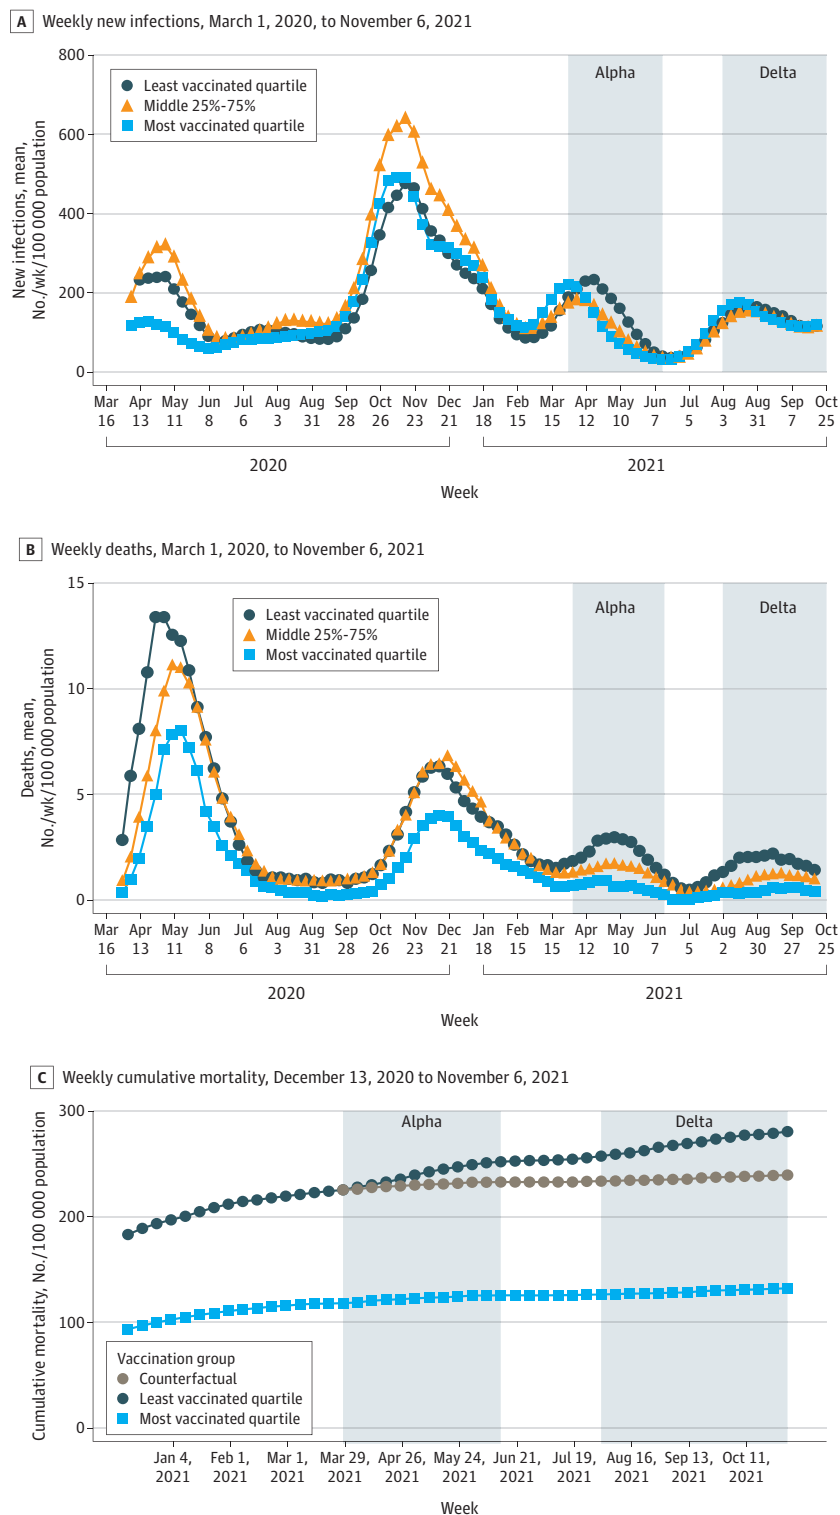 A Weekly new infections, March 1, 2020, to November 6, 2021
New infections, mean,
No./wk/100 000 population
800
600
400
200
0
Least vaccinated quartile
Middle 25%-75%
Most vaccinated quartile
Alpha
Delta
Mar Apr May Jun Jul Aug Aug Sep Oct Nov Dec Jan Feb Mar Apr May Jun Jul Aug Aug Sep Oct
16 13 11 8 6 3 31 28 26 23 21 18 15 15 12 10 7 5 3 31 7 25
2020
2021
Week
B Weekly deaths, March 1, 2020, to November 6, 2021
Deaths, mean,
No./wk/100 000 population
15
10
5
0
Least vaccinated quartile
Middle 25%-75%
Most vaccinated quartile
Alpha
Delta
Mar Apr May Jun Jul Aug Aug Sep Oct Nov Dec Jan Feb Mar Apr May Jun Jul Aug Aug Sep Oct
16 13 11 8 6 3 31 28 26 23 21 18 15 15 12 10 7 5 2 30 27 25
2020
2021
Week
C Weekly cumulative mortality, December 13, 2020 to November 6, 2021
Cumulative mortality, No./100 000 population
300
200
100
0
Alpha
Delta
Vaccination group
Counterfactual
Least vaccinated quartile
Most vaccinated quartile
Jan 4, Feb 1, Mar 1, Mar 29, Apr 26, May 24, Jun 21, Jul 19, Aug 16, Sep 13, Oct 11,
2021 2021 2021 2021 2021 2021 2021 2021 2021 2021 2021
Week